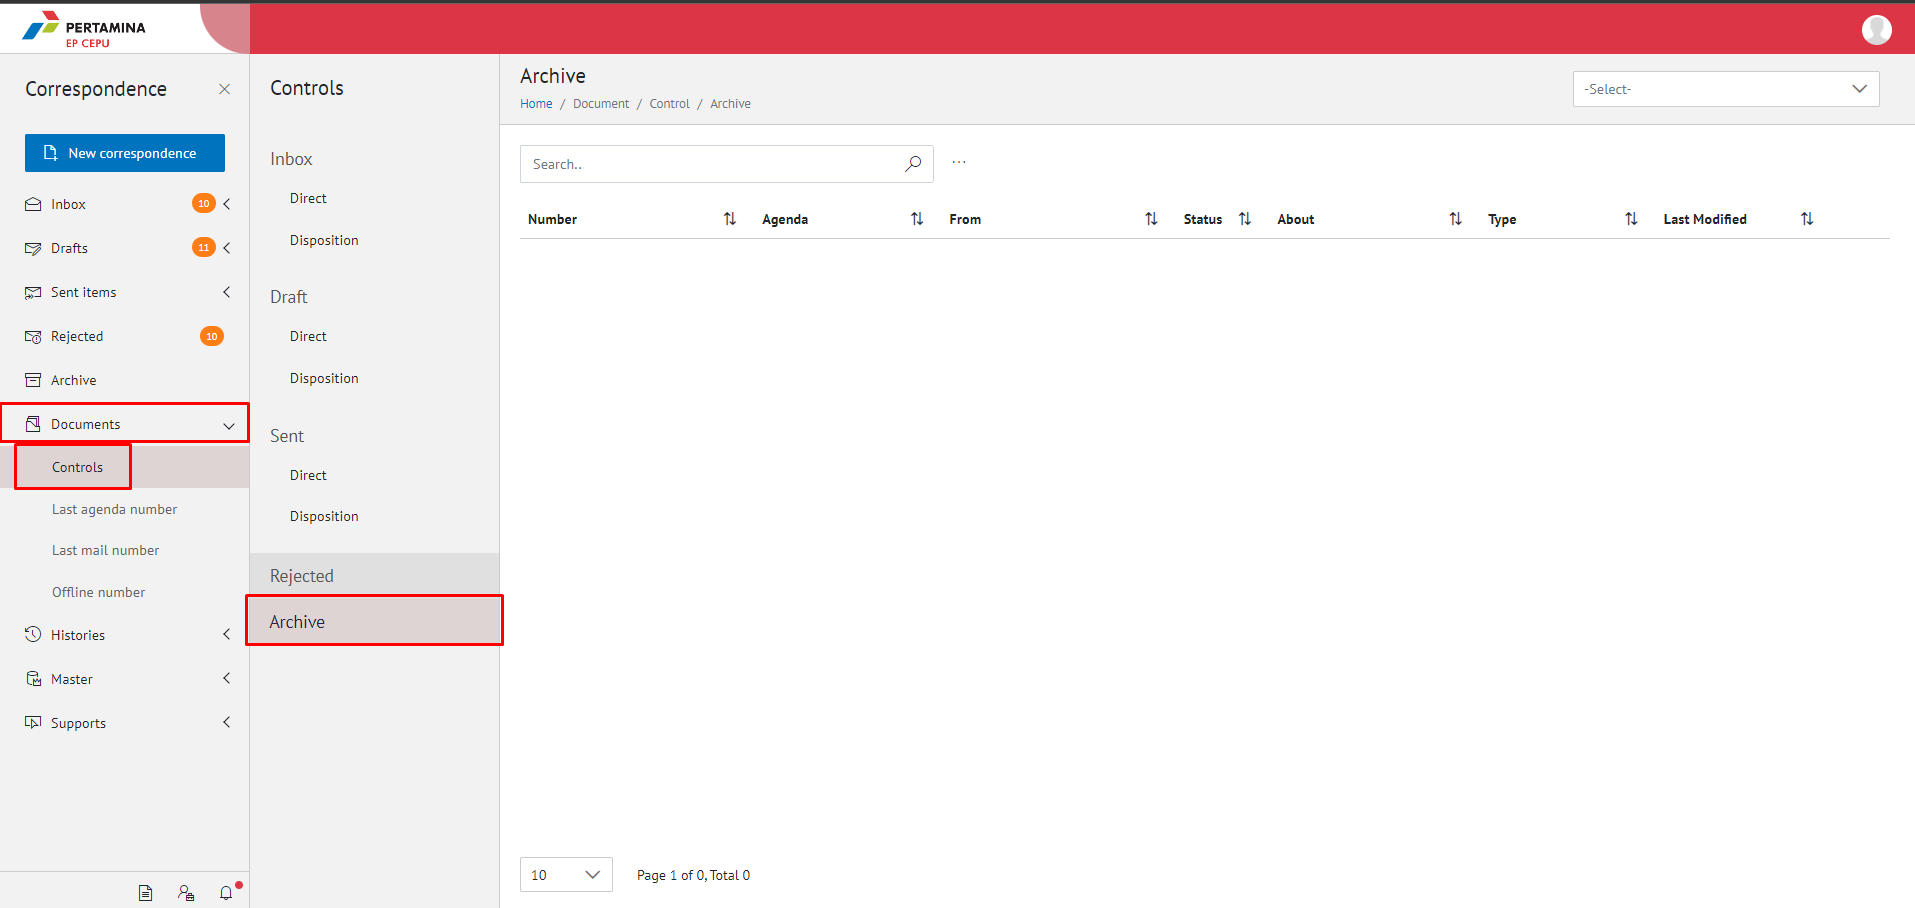 PERTAMINA
EP CEPU
Correspondence
New correspondence
Inbox 10
Drafts 11
Sent items
Rejected 10
Archive
Documents
Controls
Last agenda number
Last mail number
Offline number
Histories
Master
Supports
Controls
Inbox
Direct
Disposition
Draft
Direct
Disposition
Sent
Direct
Disposition
Rejected
Archive
Archive
Home / Document / Control / Archive
-Select-
Search..
...
Number Agenda From Status About Type Last Modified
10 Page 1 of 0, Total 0